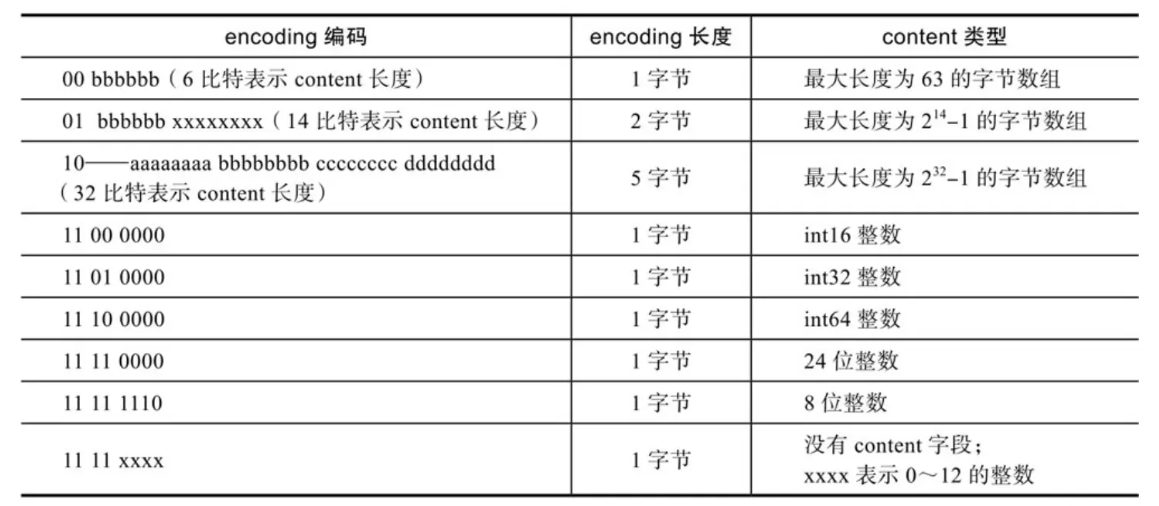 encoding 编码 encoding 长度 content 类型
00 bbbbbb（6 比特表示 content 长度） 1 字节 最大长度为 63 的字节数组
01 bbbbbb xxxxxxxx（14 比特表示 content 长度） 2 字节 最大长度为 2¹⁴–1 的字节数组
10——aaaaaaaa bbbbbbbb cccccccc dddddddd
（32 比特表示 content 长度） 5 字节 最大长度为 2³²–1 的字节数组
11 00 0000 1 字节 int16 整数
11 01 0000 1 字节 int32 整数
11 10 0000 1 字节 int64 整数
11 11 0000 1 字节 24 位整数
11 11 1110 1 字节 8 位整数
11 11 xxxx 1 字节 没有 content 字段；
xxxx 表示 0～12 的整数